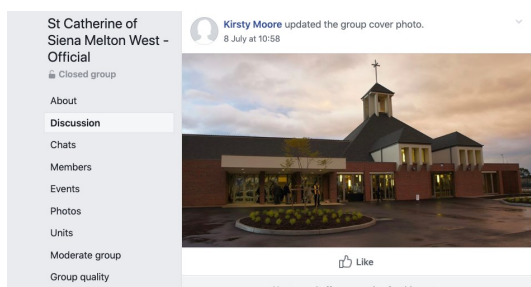 St Catherine of
Siena Melton West -
Official
Closed group
About
Discussion
Chats
Members
Events
Photos
Units
Moderate group
Group quality
Kirsty Moore updated the group cover photo.
8 July at 10:58
Like